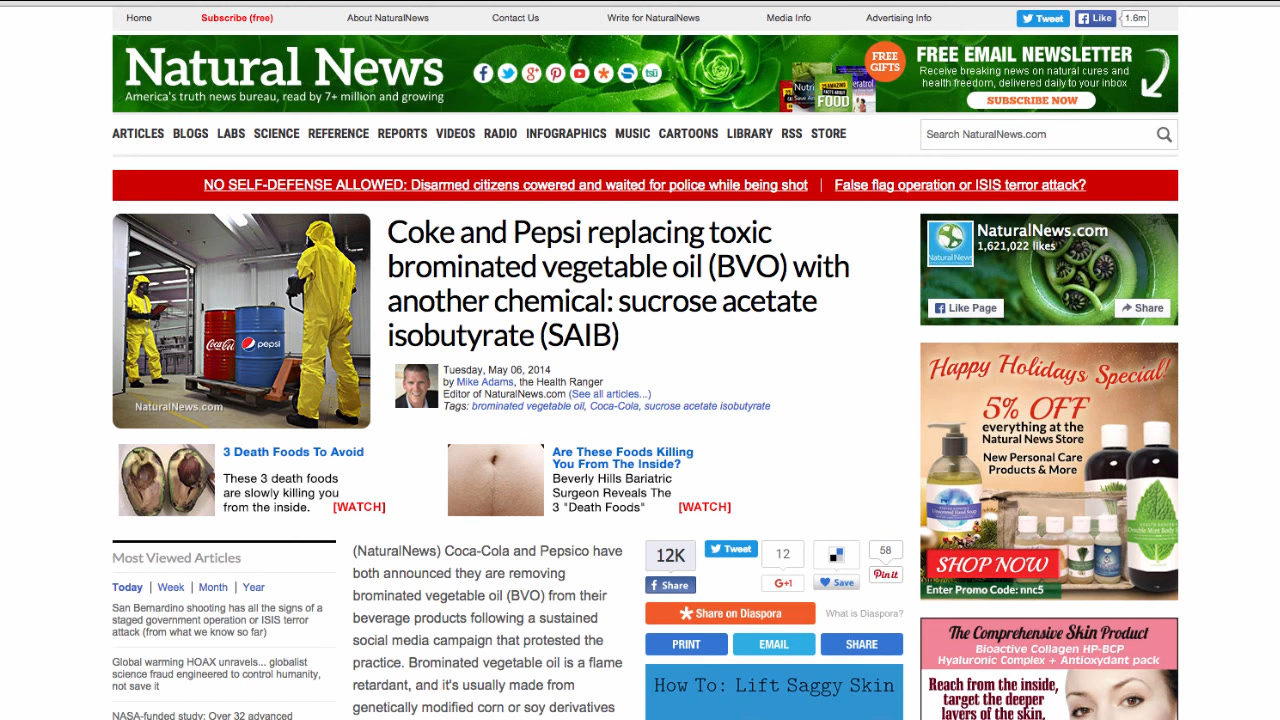 Home Subscribe (free) About NaturalNews Contact Us Write for NaturalNews Media Info Advertising Info Tweet Like 1.6m
Natural News
America's truth news bureau, read by 7+ million and growing
FREE GIFTS
FREE EMAIL NEWSLETTER
Receive breaking news on natural cures and
health freedom, delivered daily to your inbox
SUBSCRIBE NOW
ARTICLES BLOGS LABS SCIENCE REFERENCE REPORTS VIDEOS RADIO INFOGRAPHICS MUSIC CARTOONS LIBRARY RSS STORE
Search NaturalNews.com
NO SELF-DEFENSE ALLOWED: Disarmed citizens cowered and waited for police while being shot | False flag operation or ISIS terror attack?
Coca-Cola
pepsi
NaturalNews.com
Coke and Pepsi replacing toxic
brominated vegetable oil (BVO) with
another chemical: sucrose acetate
isobutyrate (SAIB)
Tuesday, May 06, 2014
by Mike Adams, the Health Ranger
Editor of NaturalNews.com (See all articles...)
Tags: brominated vegetable oil, Coca-Cola, sucrose acetate isobutyrate
3 Death Foods To Avoid
These 3 death foods
are slowly killing you
from the inside. [WATCH]
Are These Foods Killing
You From The Inside?
Beverly Hills Bariatric
Surgeon Reveals The
3 "Death Foods" [WATCH]
Most Viewed Articles
Today | Week | Month | Year
San Bernardino shooting has all the signs of a
staged government operation or ISIS terror
attack (from what we know so far)
Global warming HOAX unravels... globalist
science fraud engineered to control humanity,
not save it
NASA-funded study: Over 32 advanced
(NaturalNews) Coca-Cola and Pepsico have
both announced they are removing
brominated vegetable oil (BVO) from their
beverage products following a sustained
social media campaign that protested the
practice. Brominated vegetable oil is a flame
retardant, and it's usually made from
genetically modified corn or soy derivatives
12K
Share
Tweet
12
+1
Save
58
Pin it
Share on Diaspora
What is Diaspora?
PRINT EMAIL SHARE
How To: Lift Saggy Skin
NaturalNews.com
1,621,022 likes
Natural News
Like Page
Share
Happy Holidays Special!
5% OFF
everything at the
Natural News Store
New Personal Care
Products & More
SHOP NOW
Enter Promo Code: nnc5
The Comprehensive Skin Product
Bioactive Collagen HP-BCP
Hyaluronic Complex + Antioxydant pack
Reach from the inside,
target the deeper
layers of the skin,